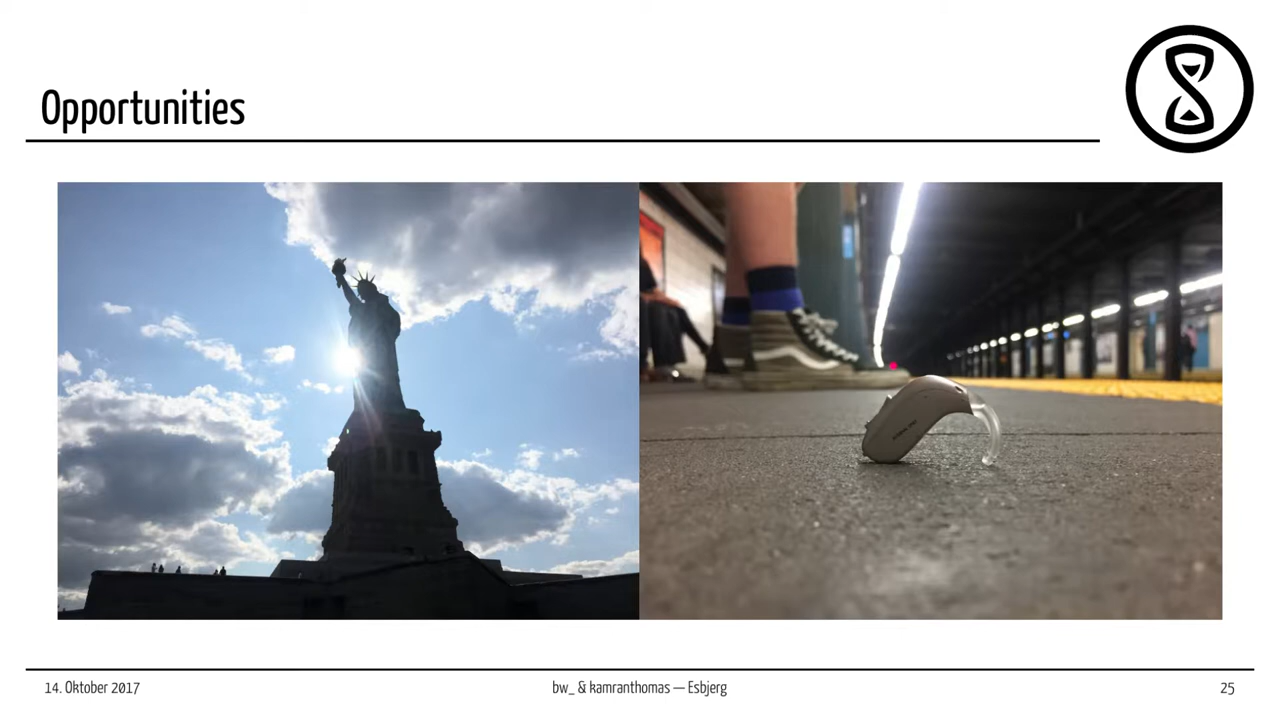 Opportunities
14. Oktober 2017
bw_ & kamranthomas — Esbjerg
25